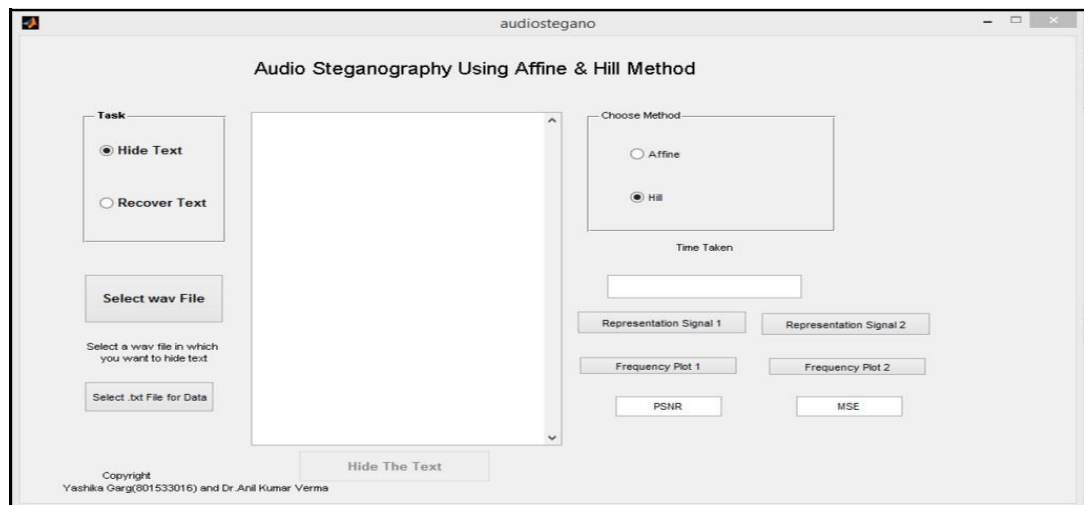 audiostegano
Audio Steganography Using Affine & Hill Method
Task
Hide Text
Recover Text
Select wav File
Select a wav file in which
you want to hide text
Select .txt File for Data
Hide The Text
Choose Method
Affine
Hill
Time Taken
Representation Signal 1
Representation Signal 2
Frequency Plot 1
Frequency Plot 2
PSNR
MSE
Copyright
Yashika Garg(801533016) and Dr.Anil Kumar Verma